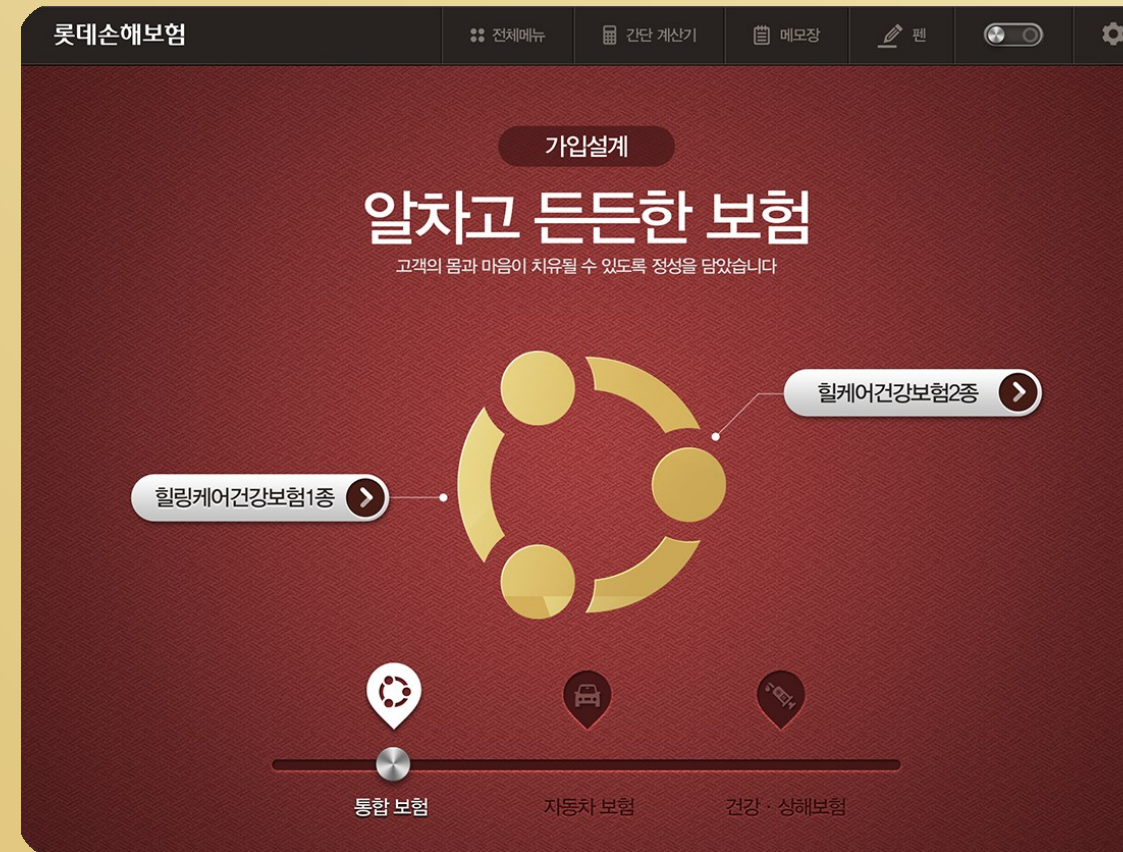 롯데손해보험
전체메뉴
간단 계산기
메모장
펜
가입설계
알차고 든든한 보험
고객의 몸과 마음이 치유될 수 있도록 정성을 담았습니다
힐케어건강보험2종
힐링케어건강보험1종
통합 보험
자동차 보험
건강 · 상해보험